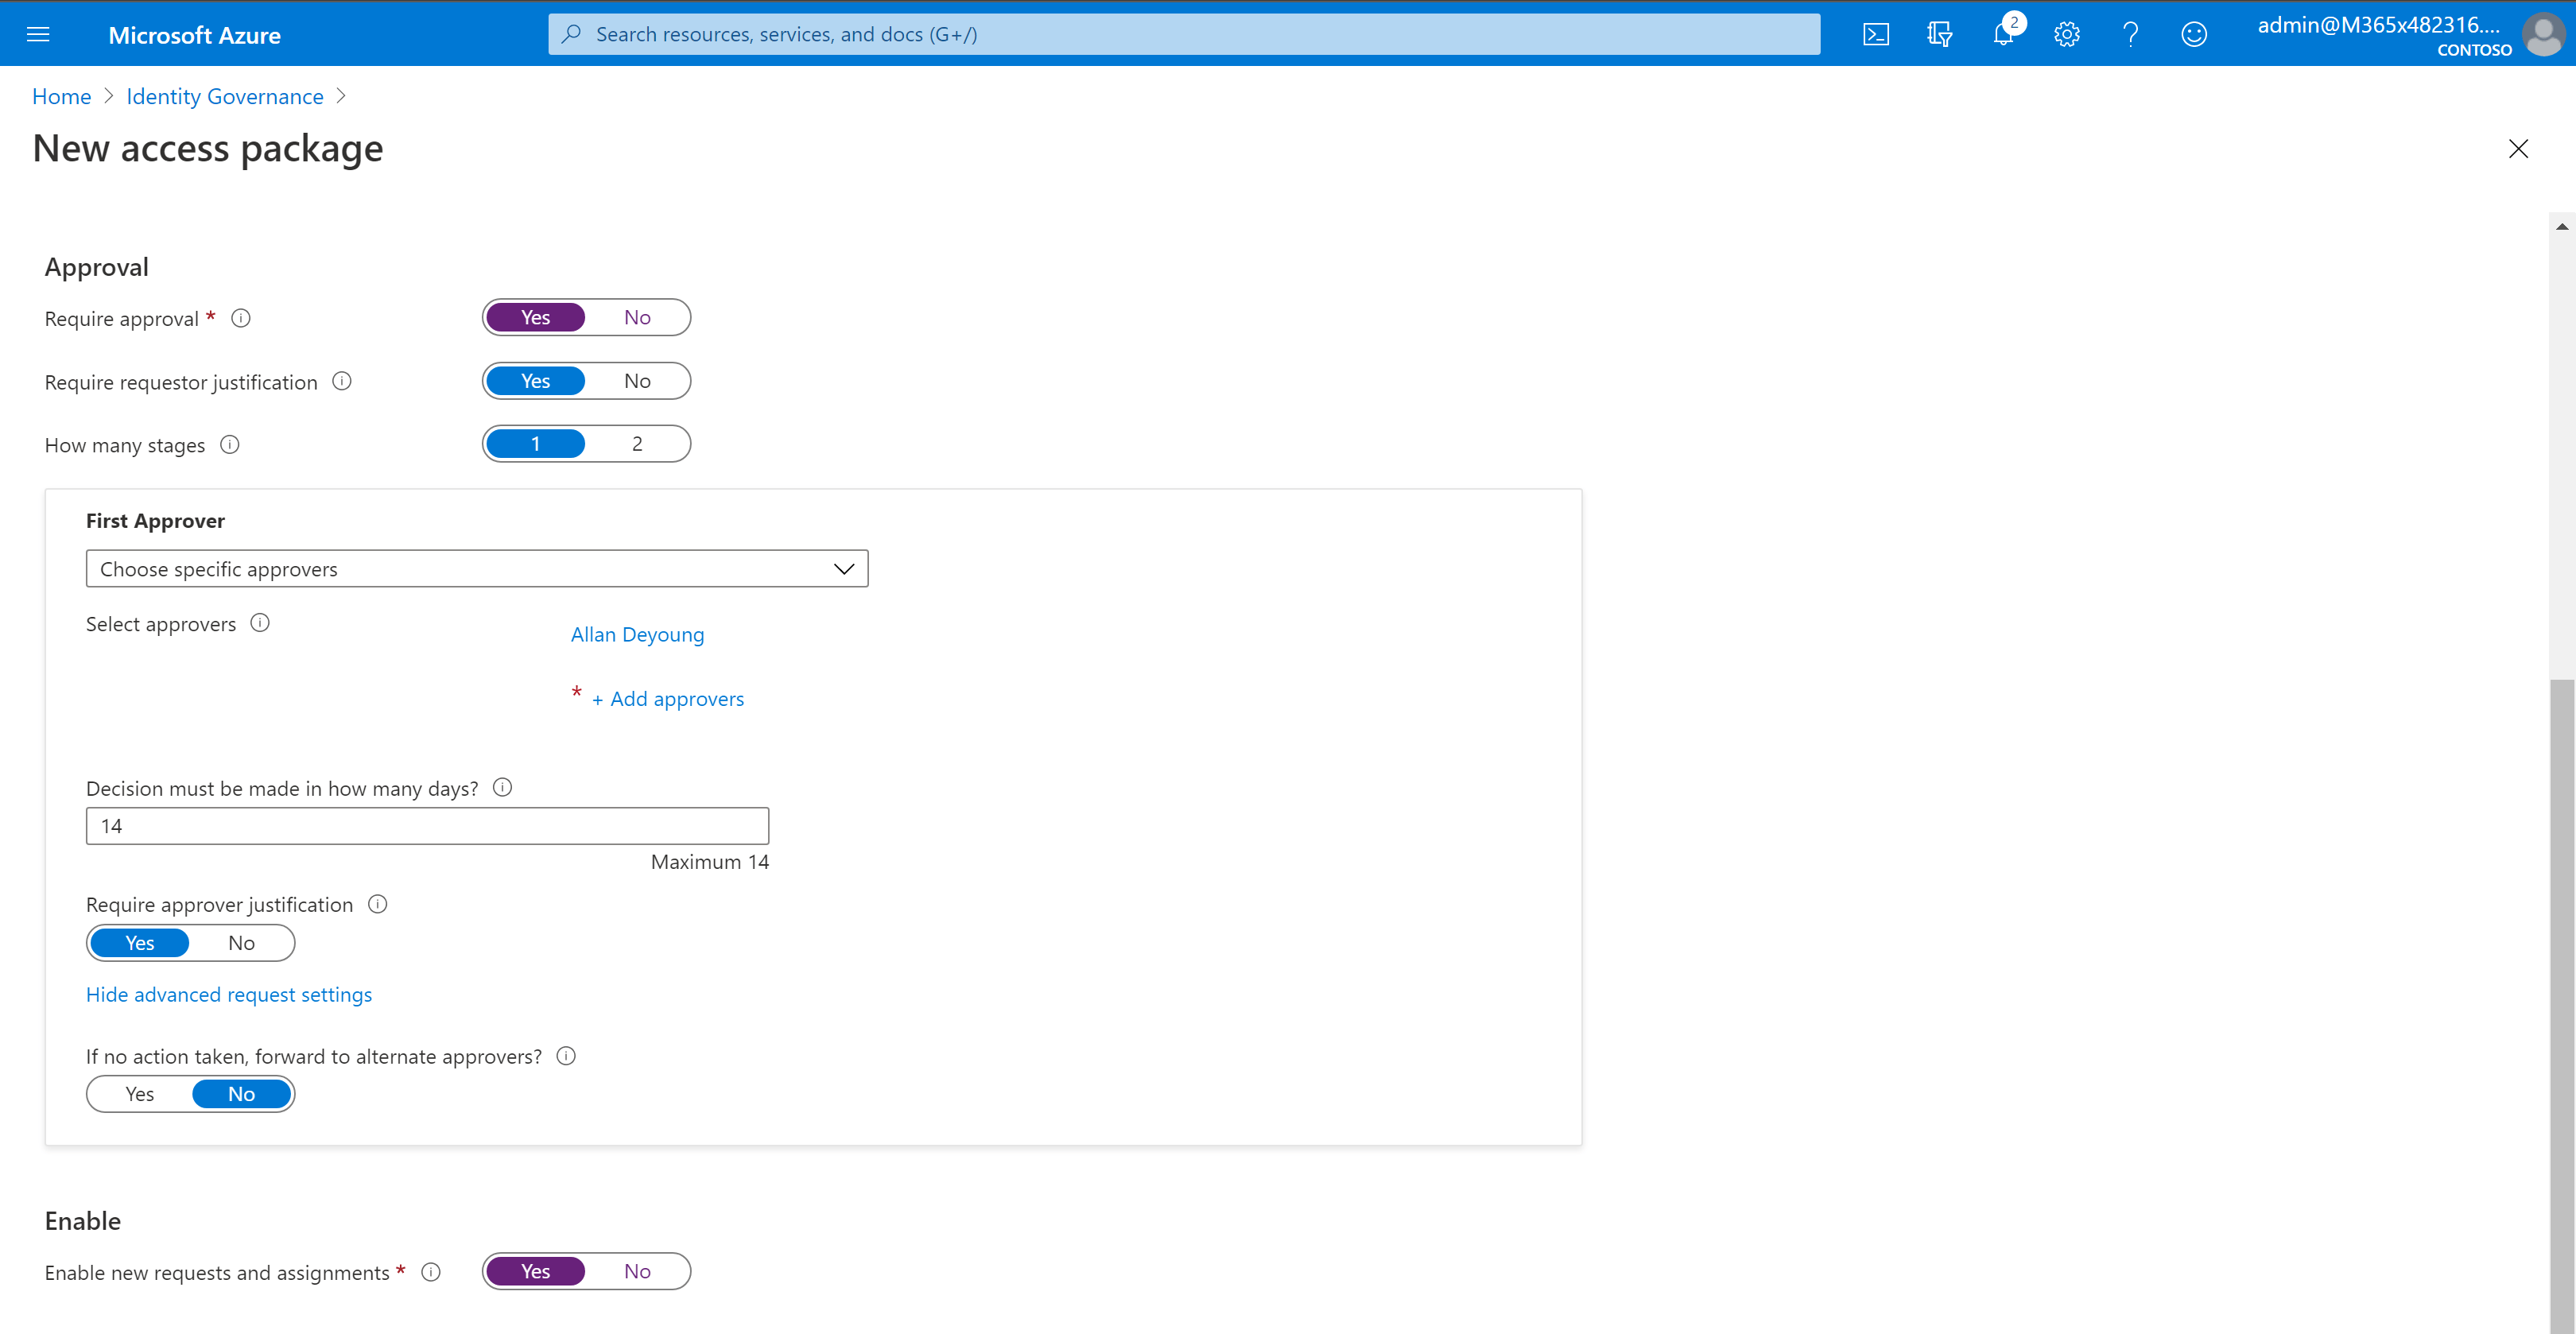 Microsoft Azure
Search resources, services, and docs (G+/)
2
admin@M365x482316....
CONTOSO
Home > Identity Governance >
New access package
Approval
Require approval * Yes No
Require requestor justification Yes No
How many stages 1 2
First Approver
Choose specific approvers
Select approvers
Allan Deyoung
* + Add approvers
Decision must be made in how many days?
14
Maximum 14
Require approver justification
Yes No
Hide advanced request settings
If no action taken, forward to alternate approvers?
Yes No
Enable
Enable new requests and assignments * Yes No